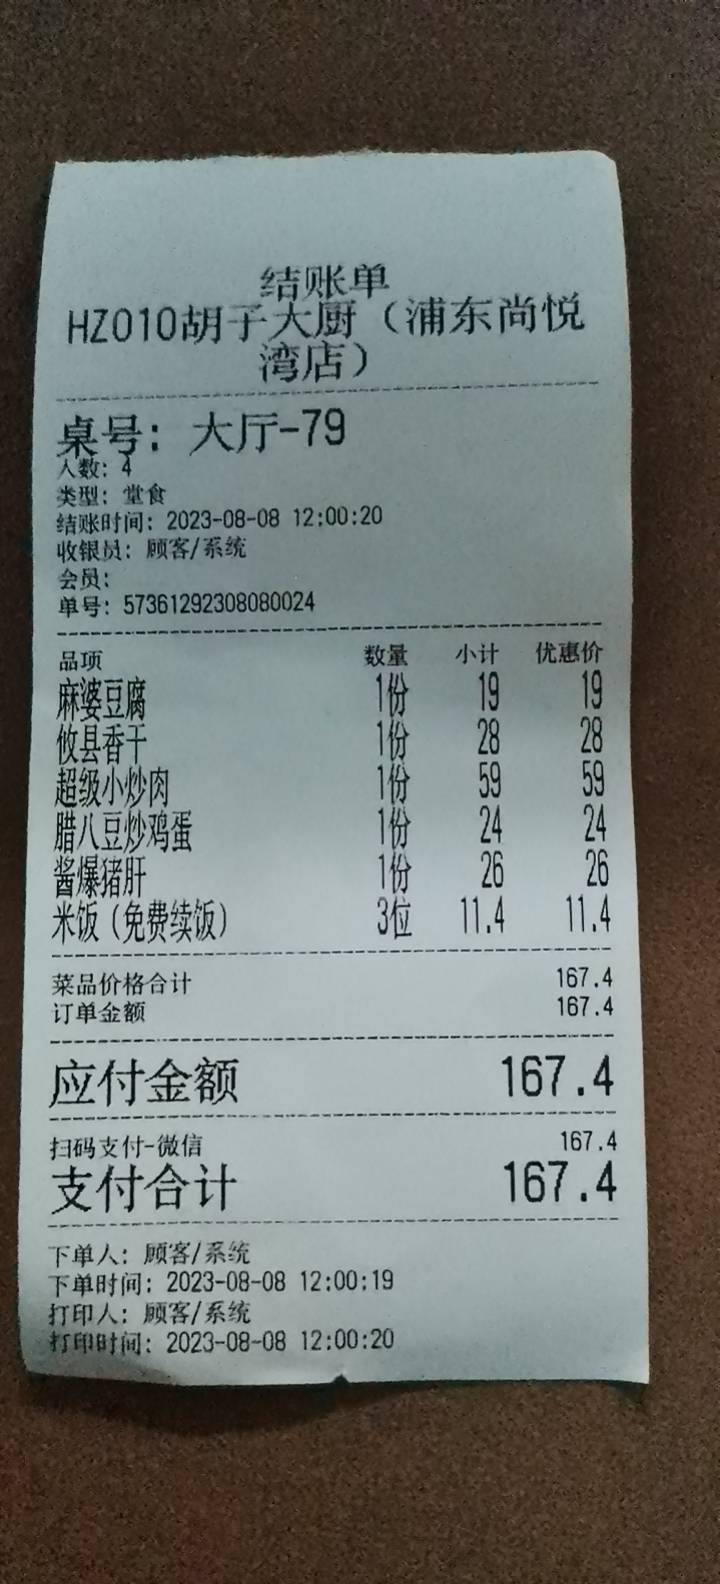 结账单
HZ010胡子大厨（浦东尚悦
湾店）
桌号：大厅-79
人数：4
类型：堂食
结账时间：2023-08-08 12:00:20
收银员：顾客/系统
会员：
单号：57361292308080024
品项 数量 小计 优惠价
麻婆豆腐 1份 19 19
攸县香干 1份 28 28
超级小炒肉 1份 59 59
腊八豆炒鸡蛋 1份 24 24
酱爆猪肝 1份 26 26
米饭（免费续饭） 3位 11.4 11.4
菜品价格合计 167.4
订单金额 167.4
应付金额 167.4
扫码支付-微信 167.4
支付合计 167.4
下单人：顾客/系统
下单时间：2023-08-08 12:00:19
打印人：顾客/系统
打印时间：2023-08-08 12:00:20